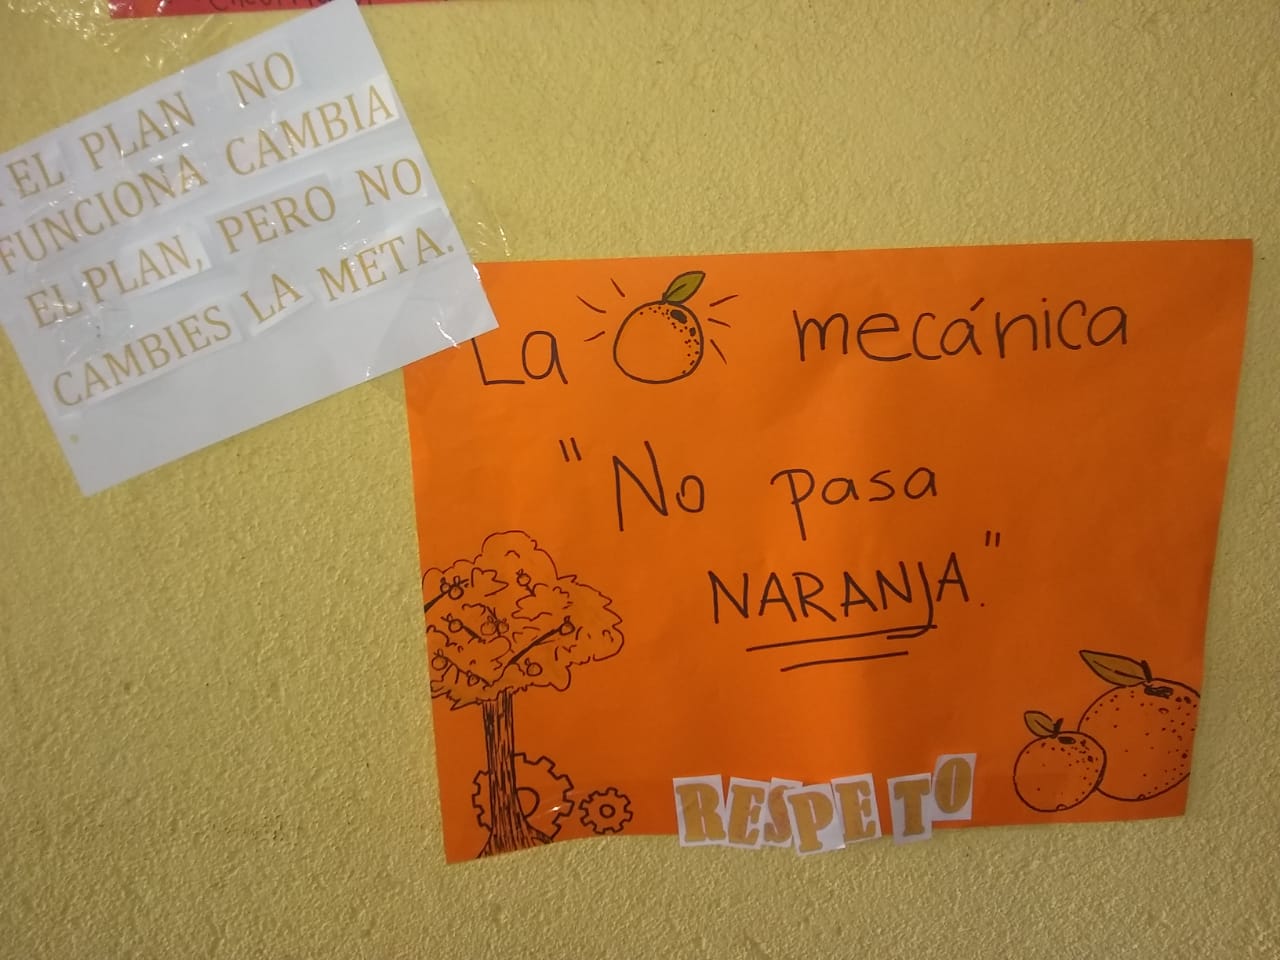 EL PLAN NO
FUNCIONA CAMBIA
EL PLAN, PERO NO
CAMBIES LA META.
La mecánica
"No pasa
NARANJA."
RESPETO